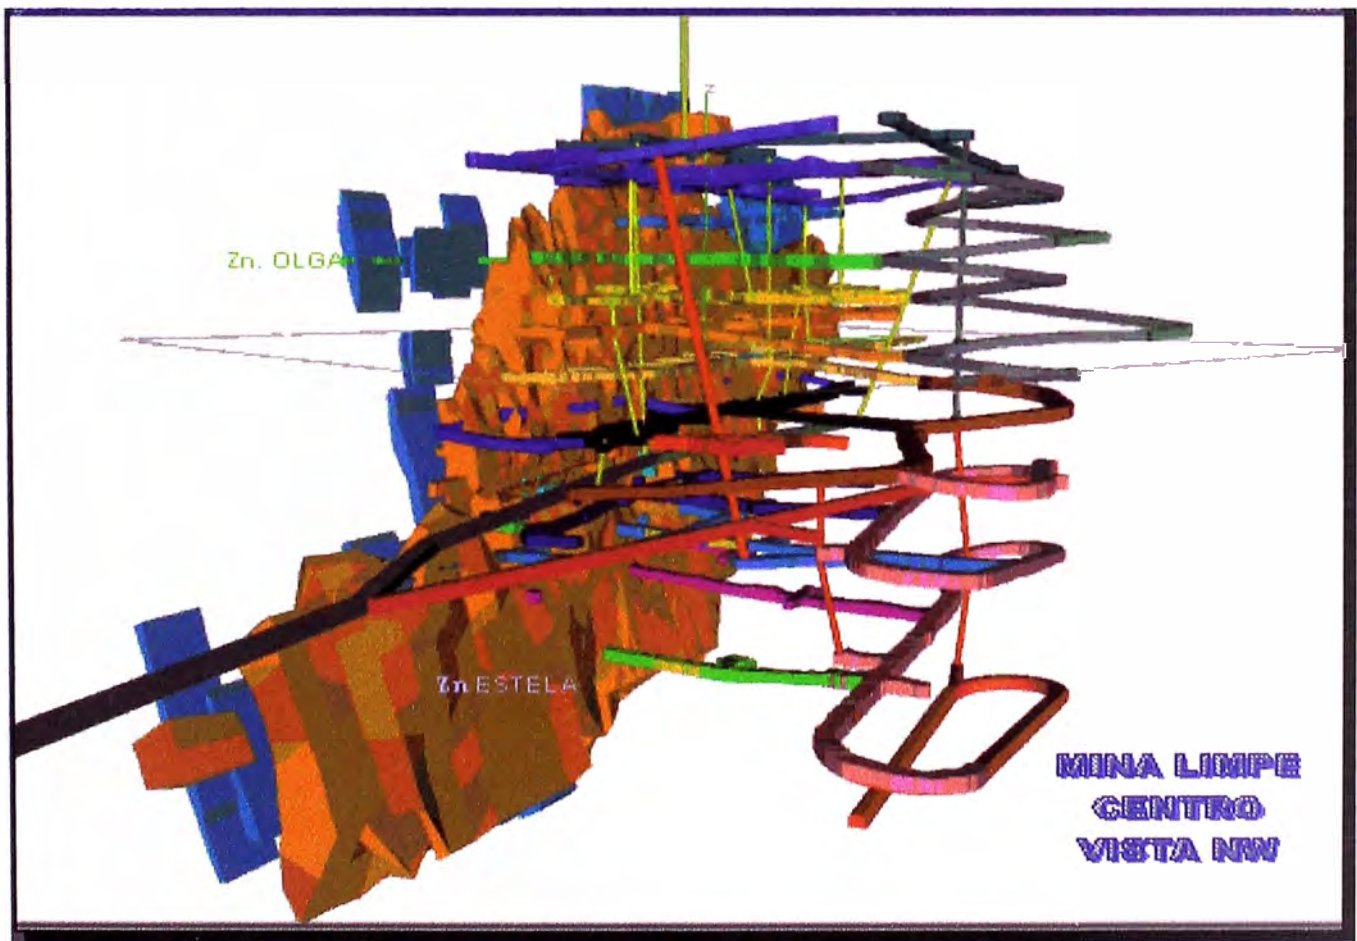 Z
Zn. OLGA
Zn ESTELA
MINA LIMPE
CENTRO
VISTA NW